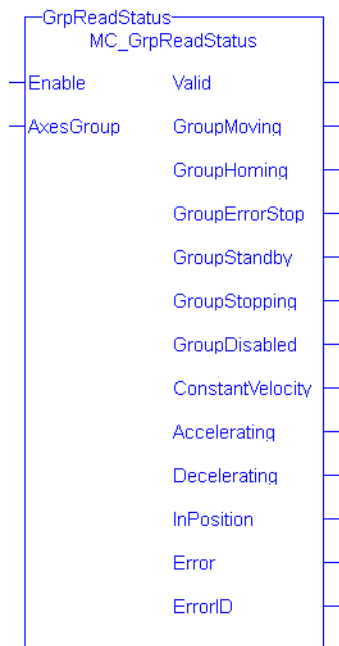 GrpReadStatus
MC_GrpReadStatus
Enable Valid
AxesGroup GroupMoving
GroupHoming
GroupErrorStop
GroupStandby
GroupStopping
GroupDisabled
ConstantVelocity
Accelerating
Decelerating
InPosition
Error
ErrorID